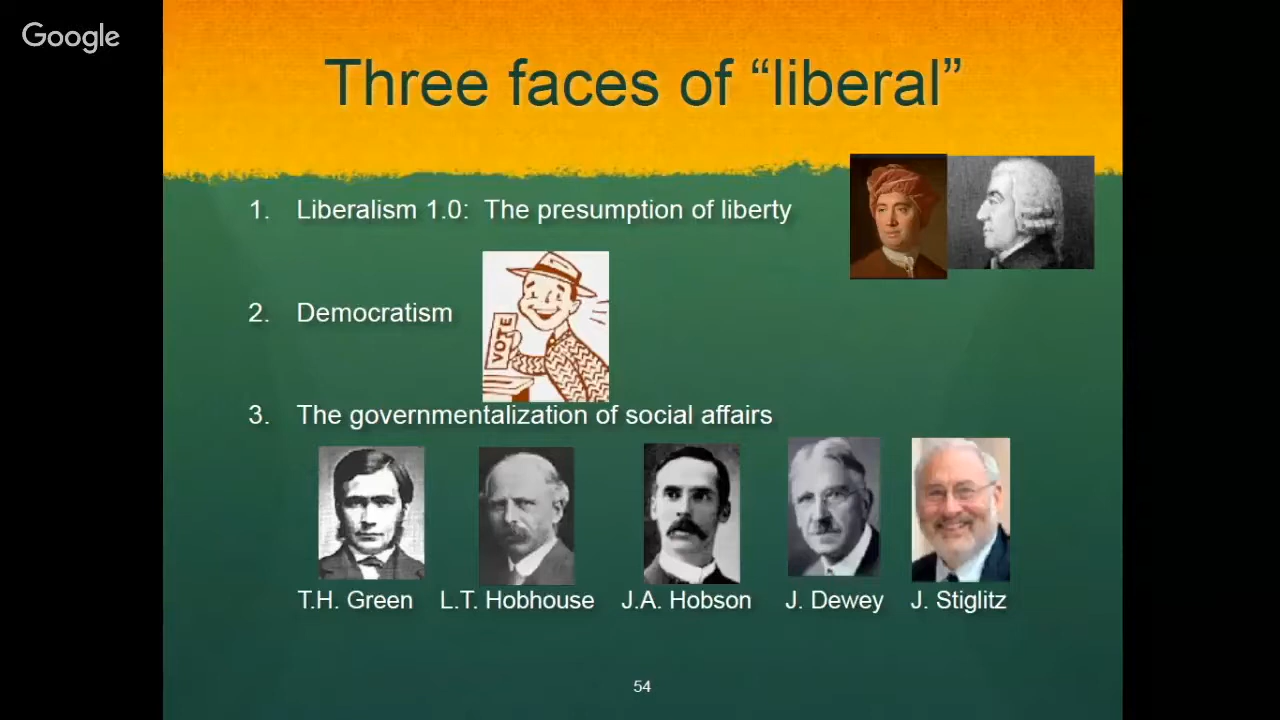 Google
Three faces of “liberal”
1. Liberalism 1.0: The presumption of liberty
2. Democratism
VOTE
3. The governmentalization of social affairs
T.H. Green L.T. Hobhouse J.A. Hobson J. Dewey J. Stiglitz
54